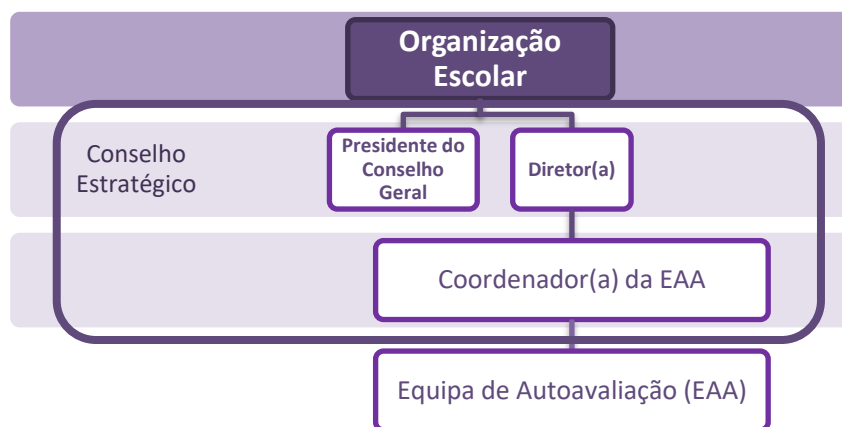 Organização
Escolar
Conselho
Estratégico
Presidente do
Conselho
Geral
Diretor(a)
Coordenador(a) da EAA
Equipa de Autoavaliação (EAA)